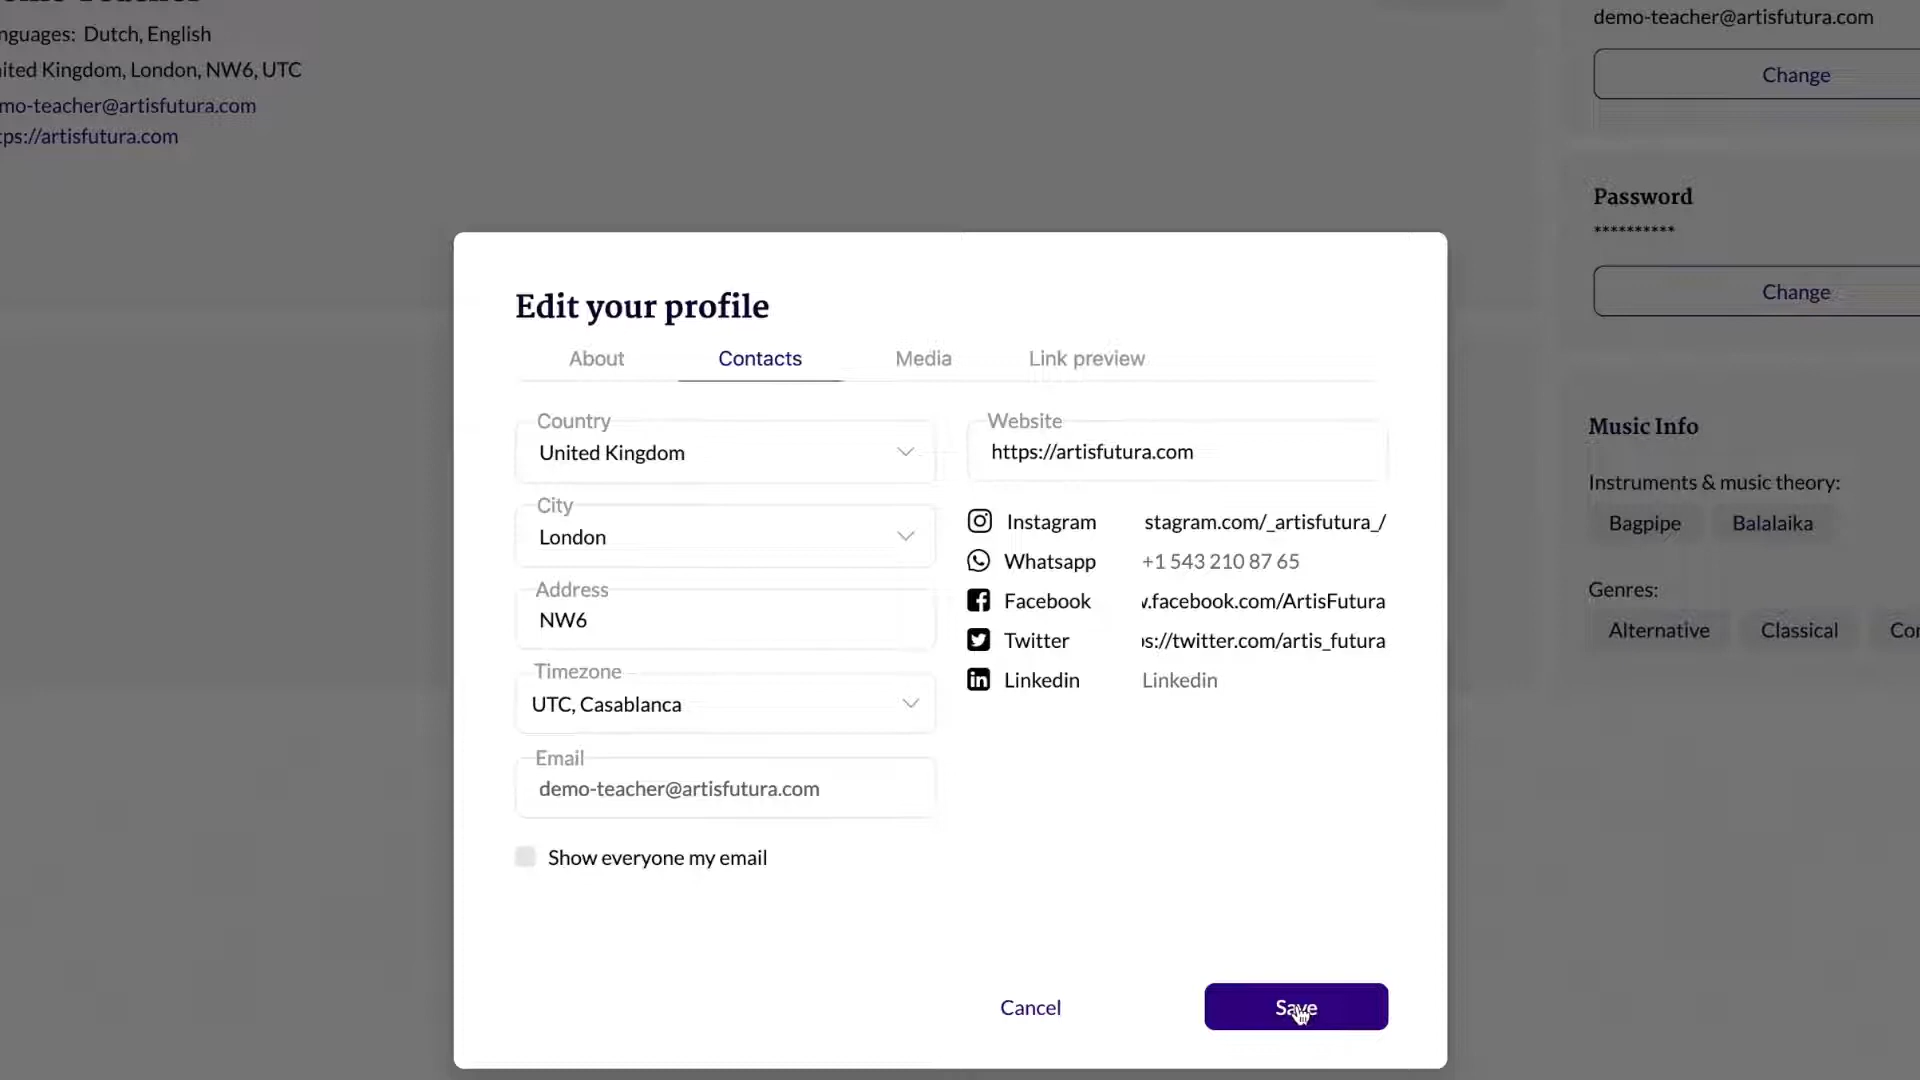 Languages: Dutch, English
United Kingdom, London, NW6, UTC
demo-teacher@artisfutura.com
https://artisfutura.com
demo-teacher@artisfutura.com
Change
Password
**********
Change
Music Info
Instruments & music theory:
Bagpipe Balalaika
Genres:
Alternative Classical
Edit your profile
About Contacts Media Link preview
Country
United Kingdom
City
London
Address
NW6
Timezone
UTC, Casablanca
Email
demo-teacher@artisfutura.com
Show everyone my email
Website
https://artisfutura.com
Instagram stagram.com/_artisfutura_/
Whatsapp +1 543 210 87 65
Facebook .facebook.com/ArtisFutura
Twitter s://twitter.com/artis_futura
Linkedin Linkedin
Cancel Save